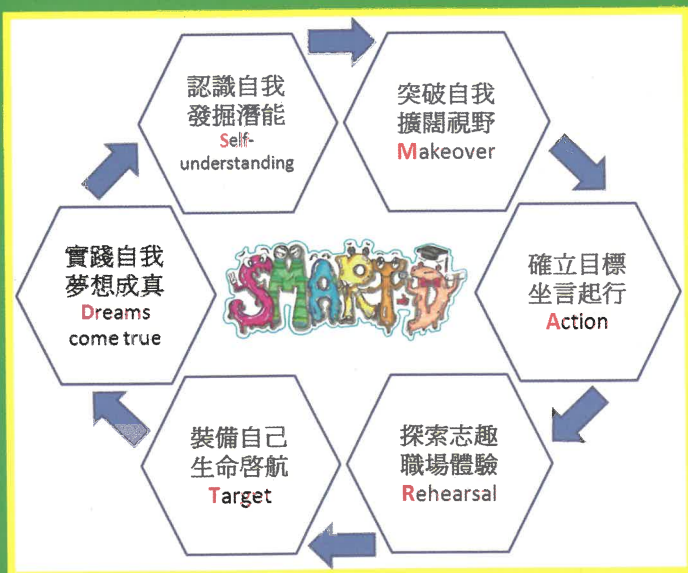 認識自我
發掘潛能
Self-
understanding
突破自我
擴闊視野
Makeover
確立目標
坐言起行
Action
探索志趣
職場體驗
Rehearsal
裝備自己
生命啓航
Target
實踐自我
夢想成真
Dreams
come true
SMART-D